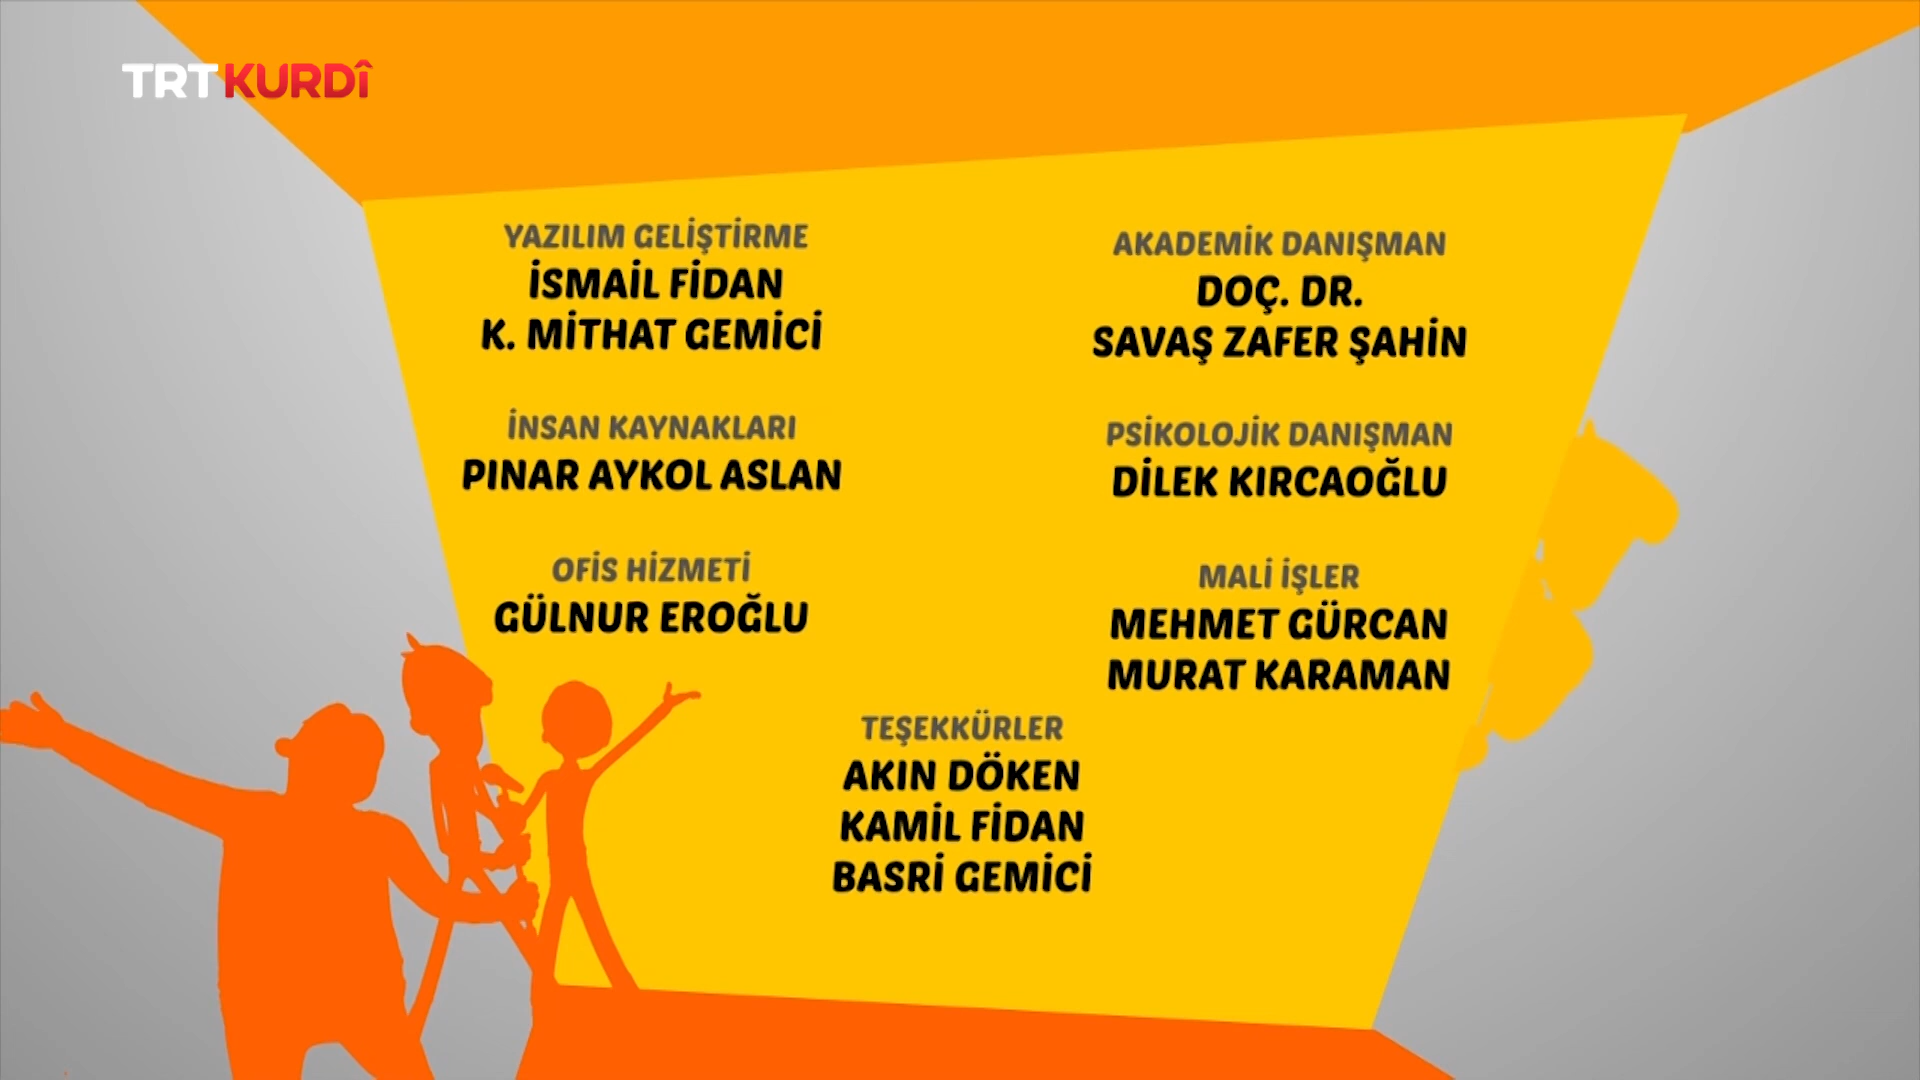 TRT KURDÎ
YAZILIM GELİŞTİRME
İSMAİL FİDAN
K. MİTHAT GEMİCİ
İNSAN KAYNAKLARI
PINAR AYKOL ASLAN
OFİS HİZMETİ
GÜLNUR EROĞLU
AKADEMİK DANIŞMAN
DOÇ. DR.
SAVAŞ ZAFER ŞAHİN
PSİKOLOJİK DANIŞMAN
DİLEK KIRCAOĞLU
MALİ İŞLER
MEHMET GÜRCAN
MURAT KARAMAN
TEŞEKKÜRLER
AKIN DÖKEN
KAMİL FİDAN
BASRİ GEMİCİ